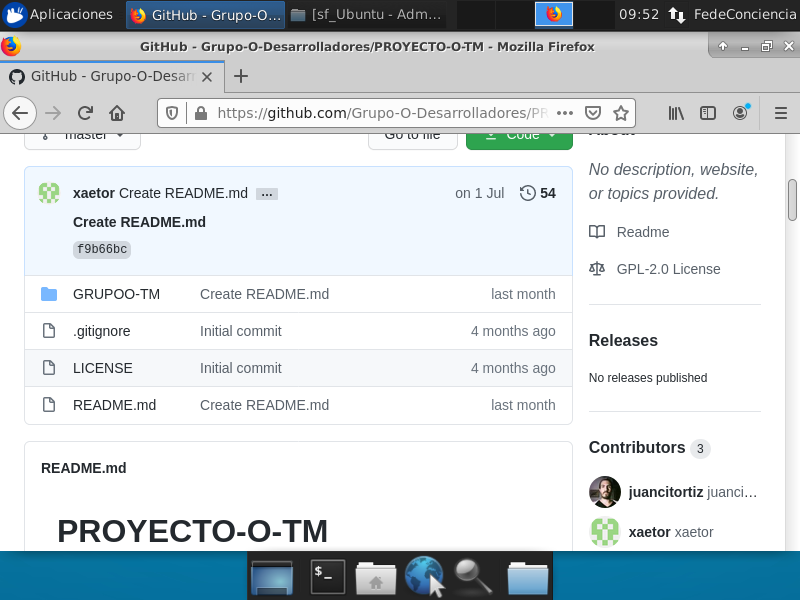 Aplicaciones GitHub - Grupo-O... [sf_Ubuntu - Adm... 09:52 FedeConciencia
GitHub - Grupo-O-Desarrolladores/PROYECTO-O-TM - Mozilla Firefox
GitHub - Grupo-O-Desarr
https://github.com/Grupo-O-Desarrolladores/PR
master Go to file Code About
xaetor Create README.md ... on 1 Jul 54
Create README.md
f9b66bc
GRUPOO-TM Create README.md last month
.gitignore Initial commit 4 months ago
LICENSE Initial commit 4 months ago
README.md Create README.md last month
README.md
PROYECTO-O-TM
No description, website,
or topics provided.
Readme
GPL-2.0 License
Releases
No releases published
Contributors 3
juancitortiz juanci...
xaetor xaetor
$_